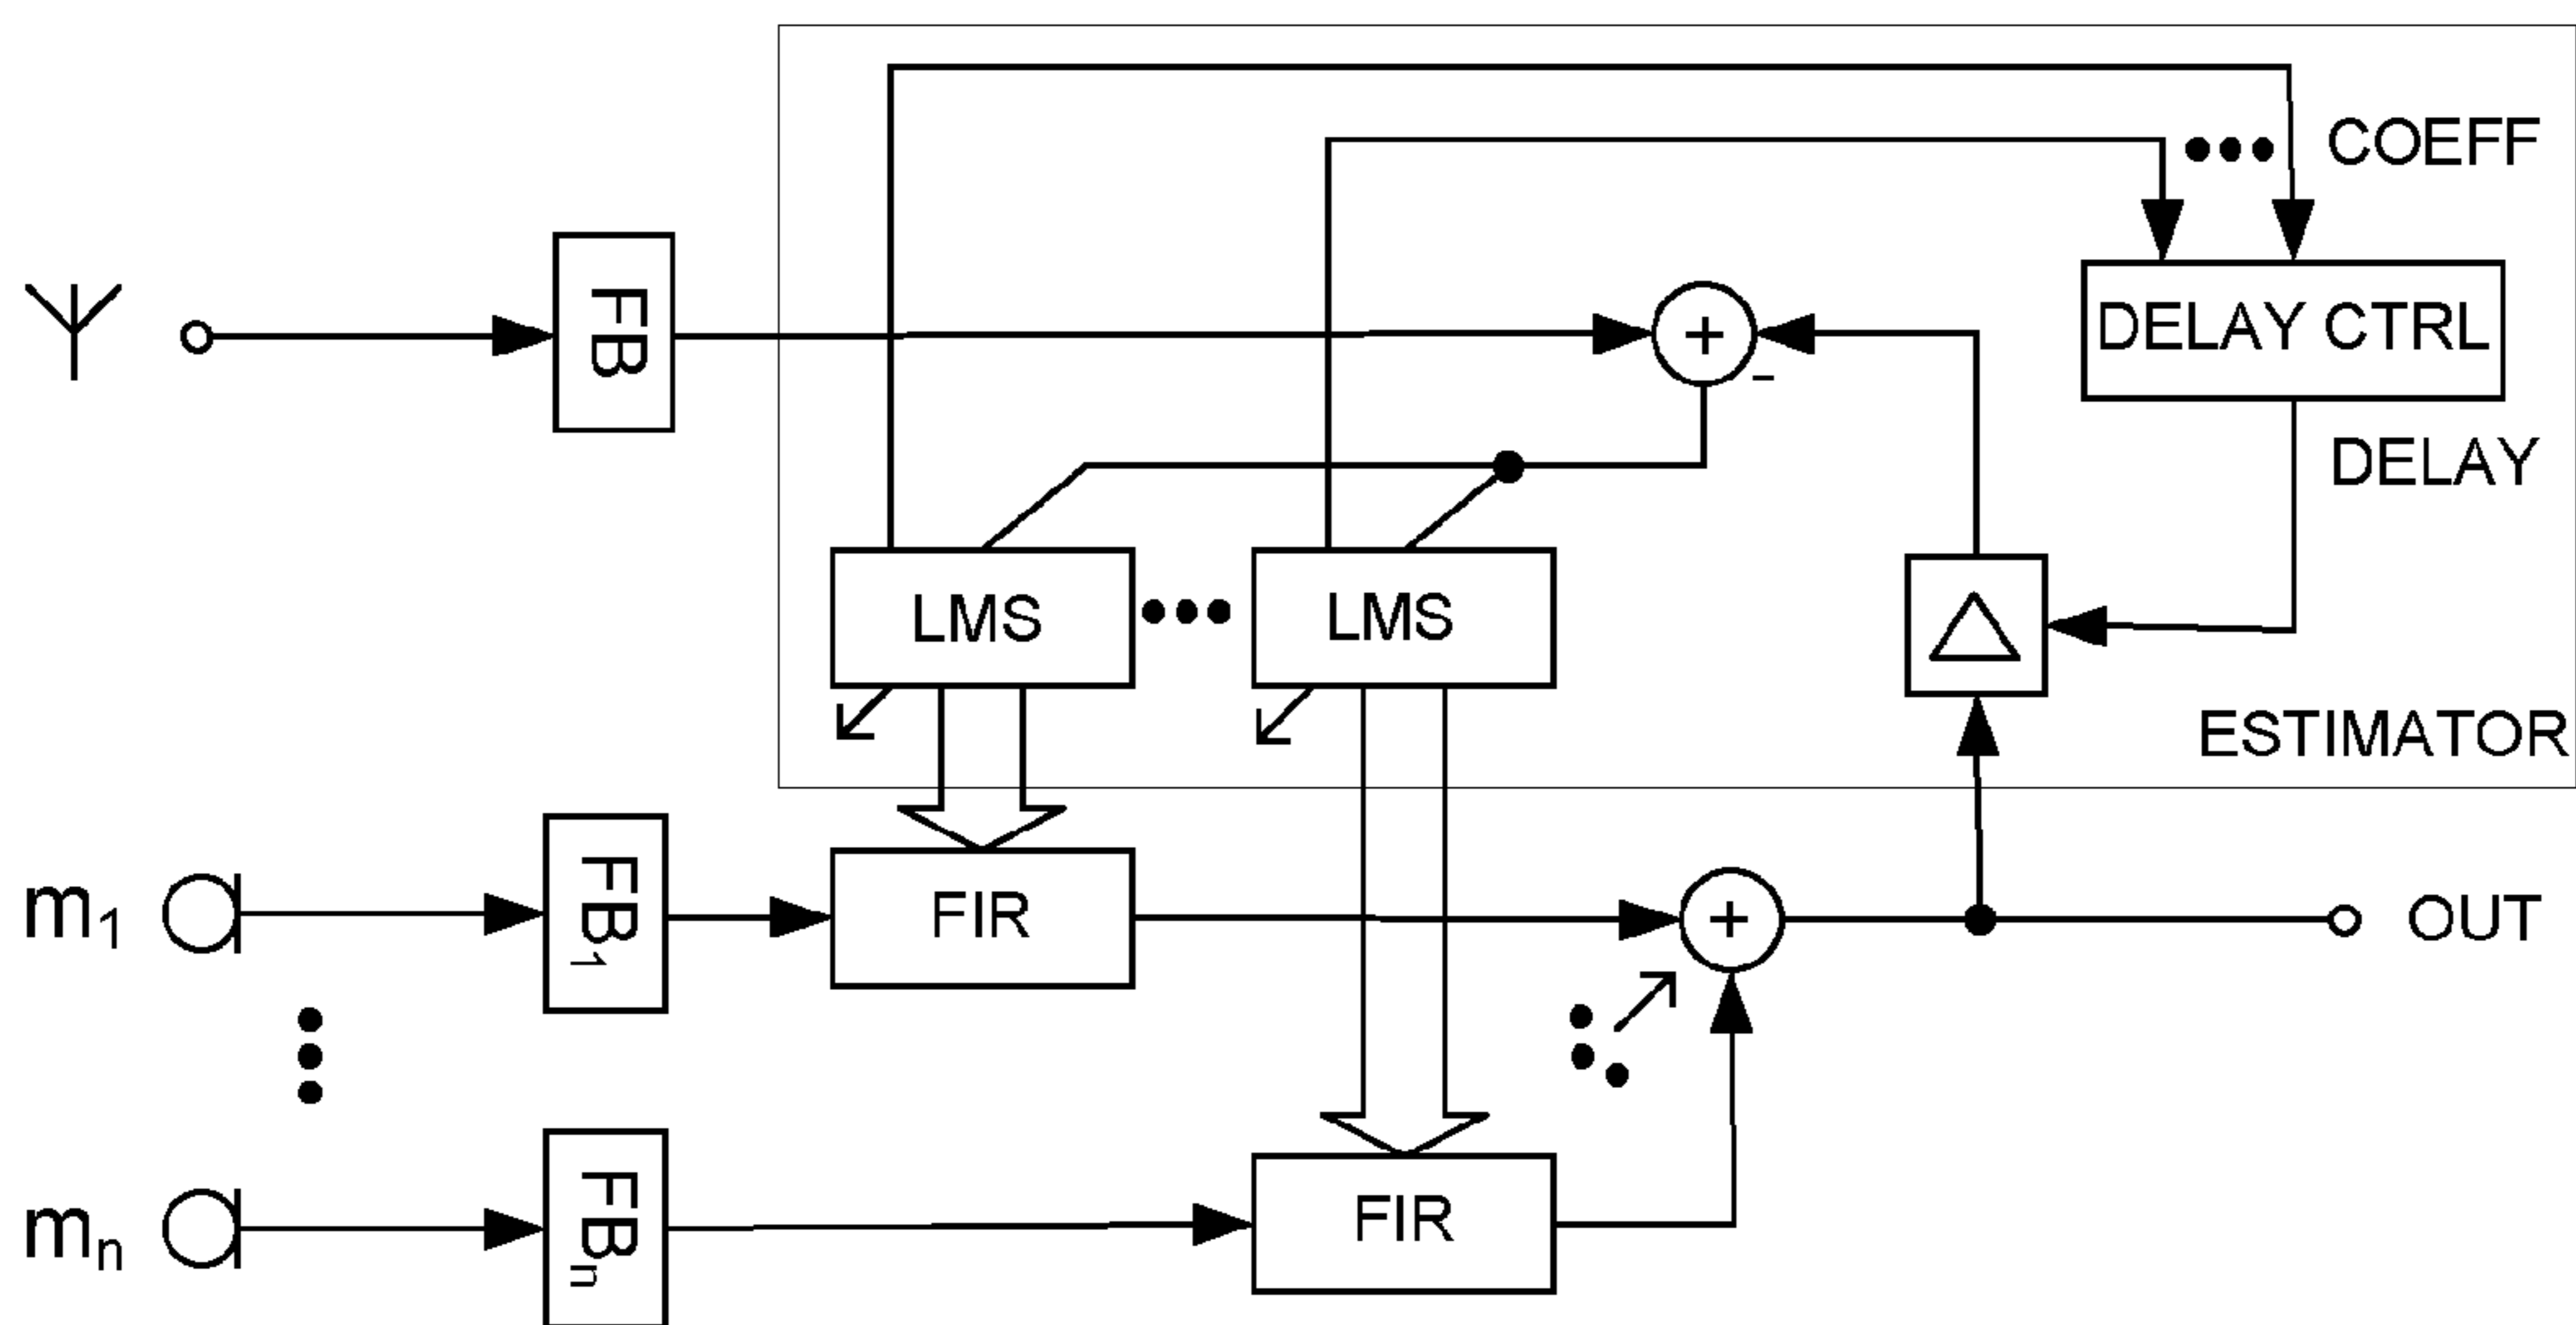 COEFF
FB
+
DELAY CTRL
-
DELAY
LMS
LMS
ESTIMATOR
m1
FB1
FIR
+
OUT
mn
FBn
FIR